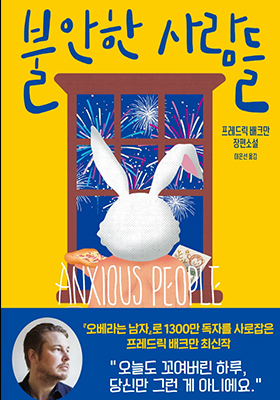 불안한 사람들
프레드릭 배크만
장편소설
이은선 옮김
ANXIOUS PEOPLE
『오베라는 남자』로 1300만 독자를 사로잡은
프레드릭 배크만 최신작
"오늘도 꼬여버린 하루,
당신만 그런 게 아니에요."